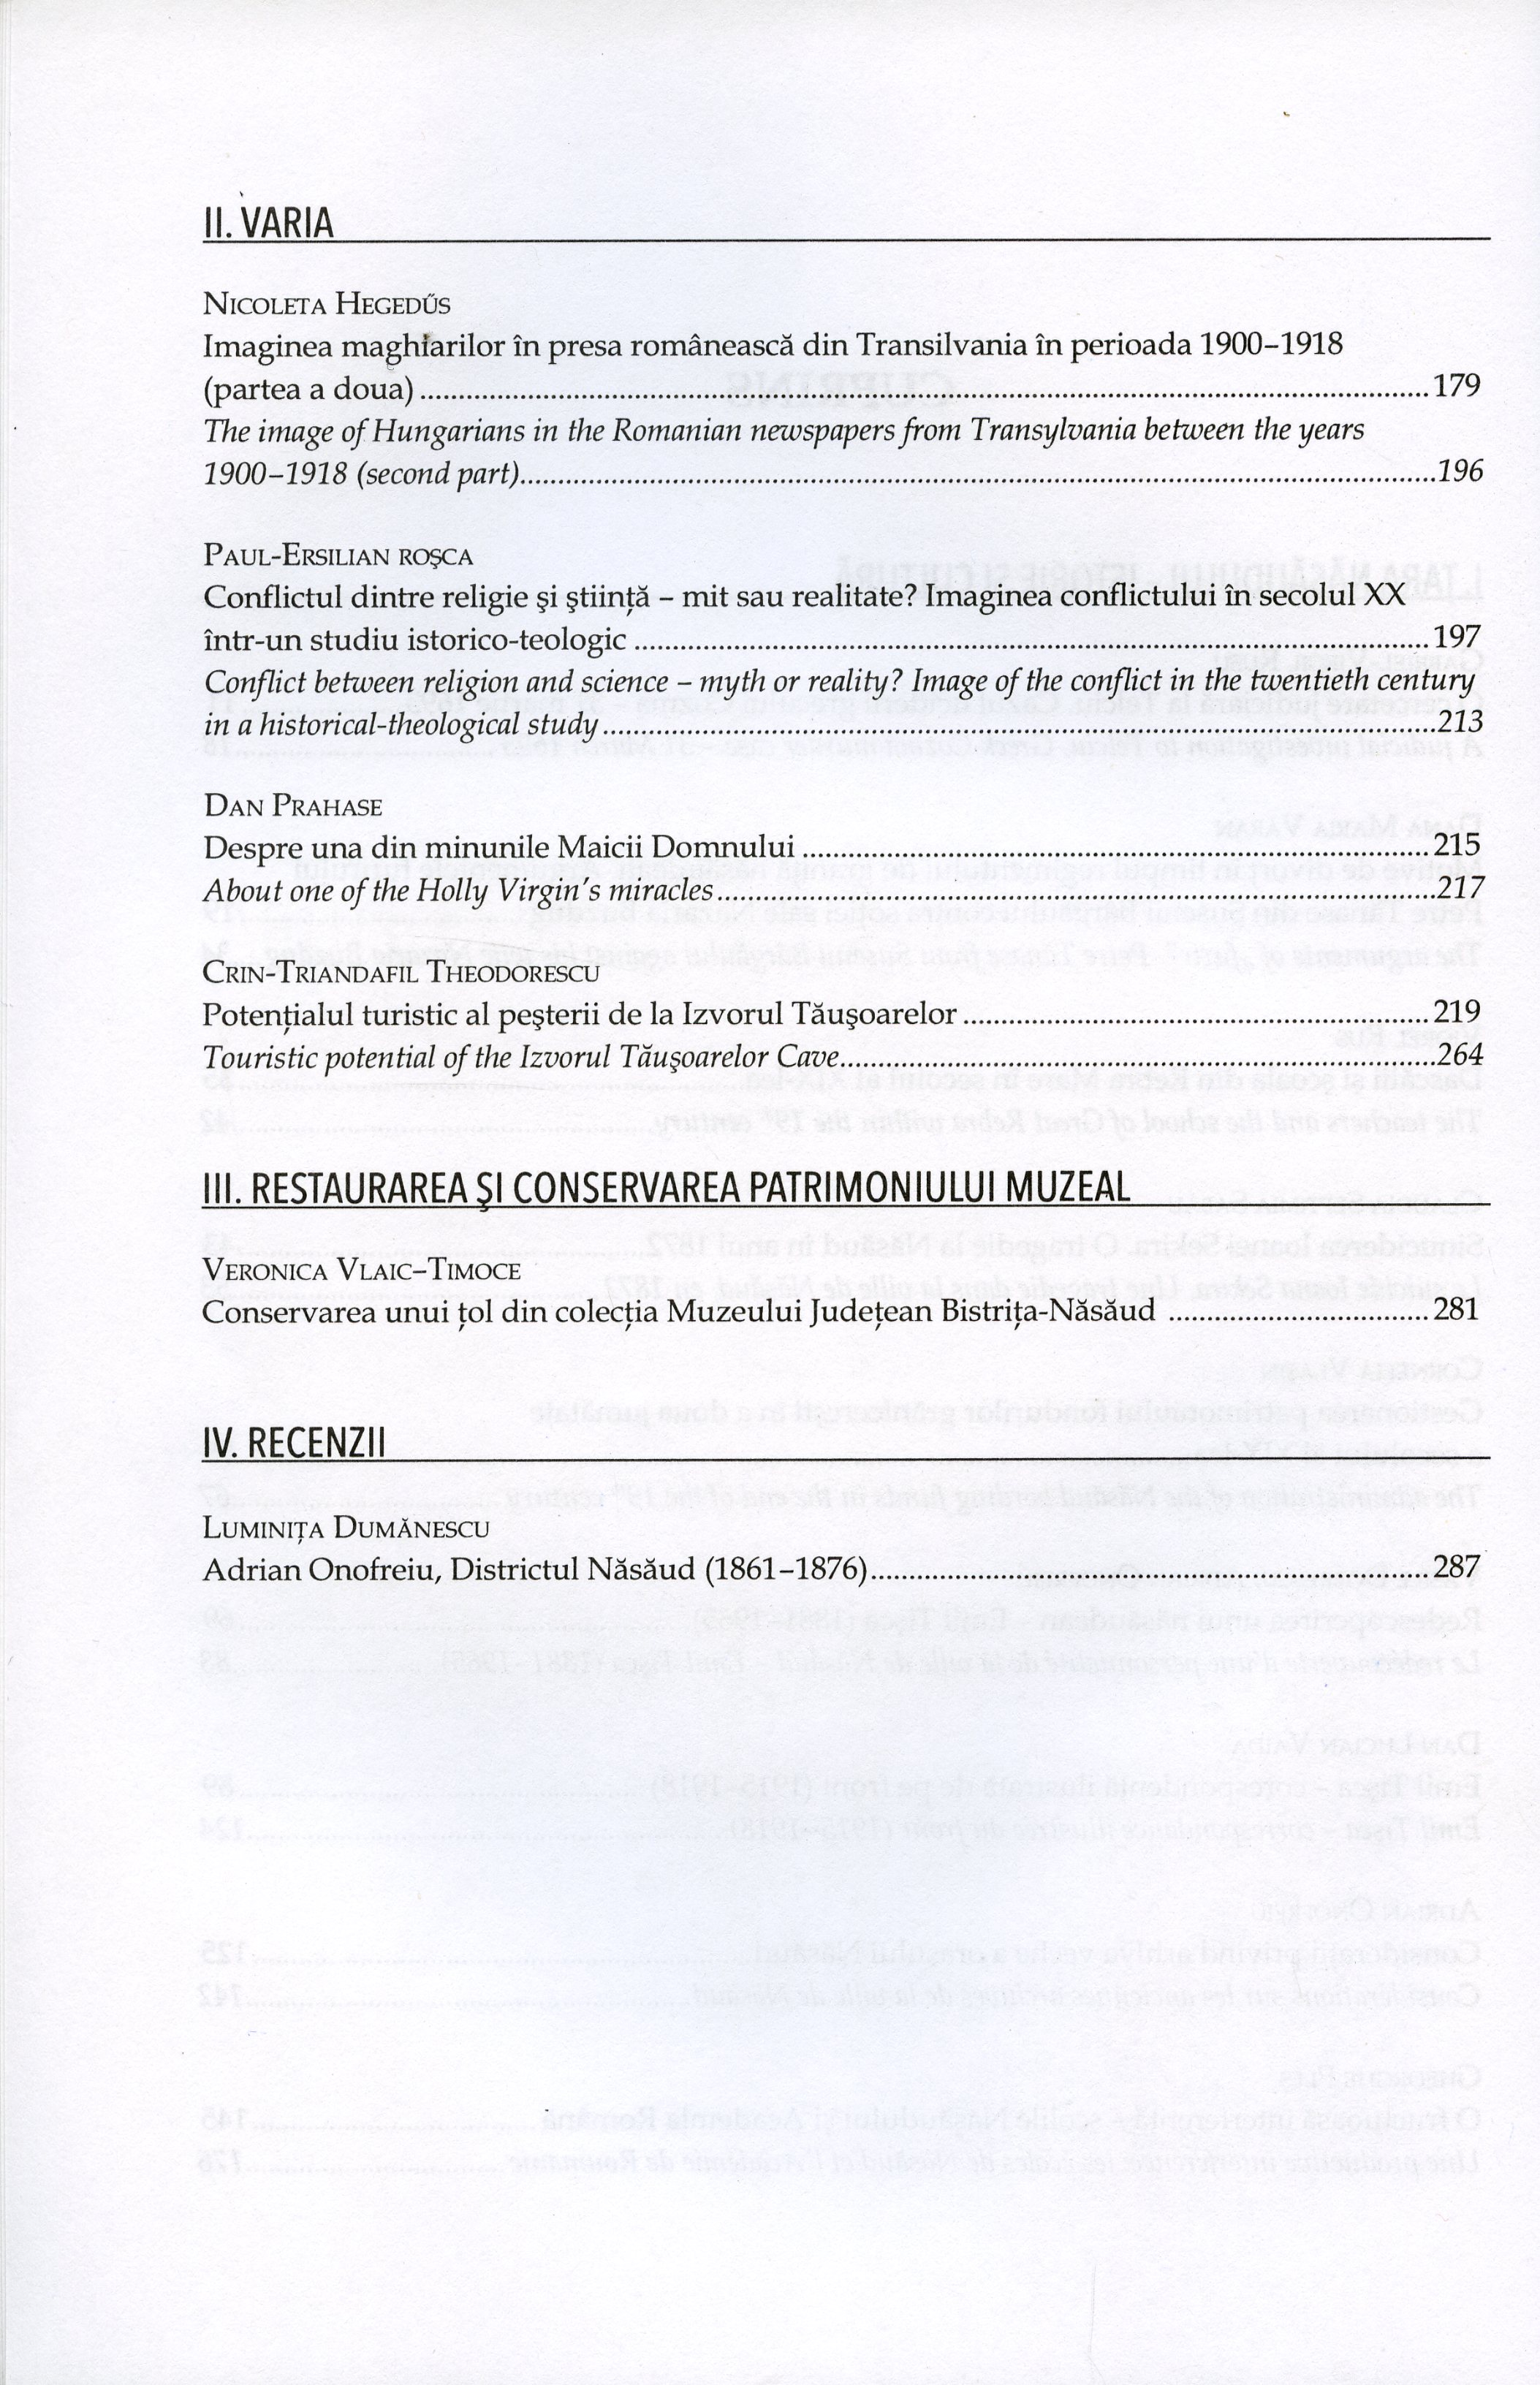 II. VARIA
NICOLETA HEGEDŰS
Imaginea maghiarilor în presa românească din Transilvania în perioada 1900–1918
(partea a doua) 179
The image of Hungarians in the Romanian newspapers from Transylvania between the years
1900–1918 (second part) 196
PAUL-ERSILIAN ROŞCA
Conflictul dintre religie şi ştiinţă – mit sau realitate? Imaginea conflictului în secolul XX
într-un studiu istorico-teologic 197
Conflict between religion and science – myth or reality? Image of the conflict in the twentieth century
in a historical-theological study 213
DAN PRAHASE
Despre una din minunile Maicii Domnului 215
About one of the Holly Virgin's miracles 217
CRIN-TRIANDAFIL THEODORESCU
Potenţialul turistic al peşterii de la Izvorul Tăuşoarelor 219
Touristic potential of the Izvorul Tăuşoarelor Cave 264
III. RESTAURAREA ŞI CONSERVAREA PATRIMONIULUI MUZEAL
VERONICA VLAIC–TIMOCE
Conservarea unui ţol din colecţia Muzeului Judeţean Bistriţa-Năsăud 281
IV. RECENZII
LUMINIŢA DUMĂNESCU
Adrian Onofreiu, Districtul Năsăud (1861–1876) 287